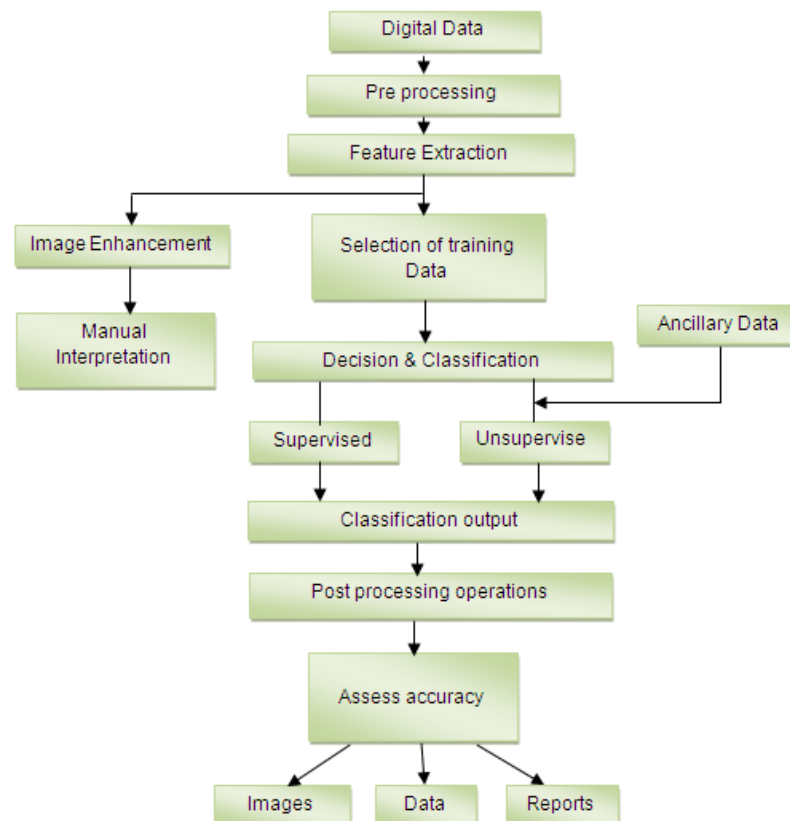 Digital Data
Pre processing
Feature Extraction
Image Enhancement
Selection of training
Data
Manual
Interpretation
Ancillary Data
Decision & Classification
Supervised
Unsupervise
Classification output
Post processing operations
Assess accuracy
Images
Data
Reports